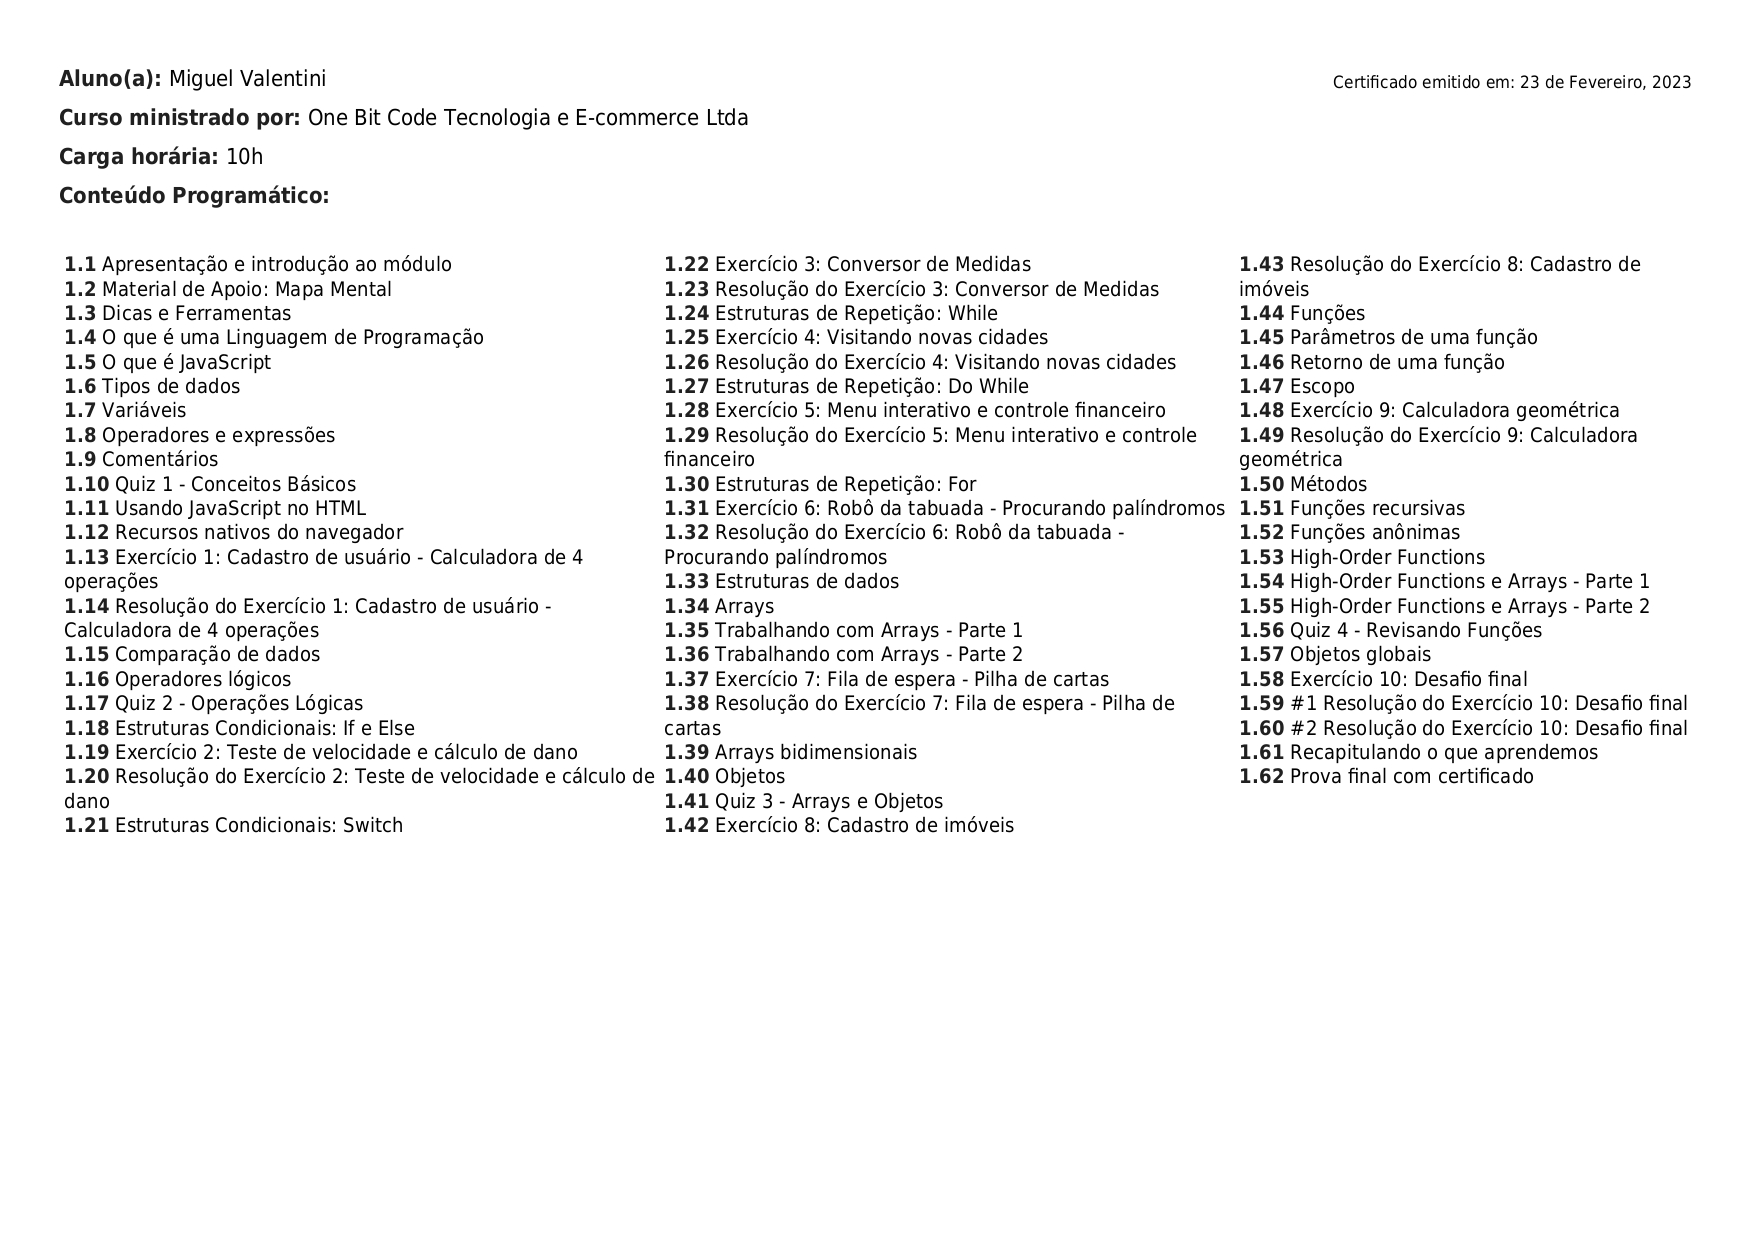 Aluno(a): Miguel Valentini
Certificado emitido em: 23 de Fevereiro, 2023
Curso ministrado por: One Bit Code Tecnologia e E-commerce Ltda
Carga horária: 10h
Conteúdo Programático:
1.1 Apresentação e introdução ao módulo
1.2 Material de Apoio: Mapa Mental
1.3 Dicas e Ferramentas
1.4 O que é uma Linguagem de Programação
1.5 O que é JavaScript
1.6 Tipos de dados
1.7 Variáveis
1.8 Operadores e expressões
1.9 Comentários
1.10 Quiz 1 - Conceitos Básicos
1.11 Usando JavaScript no HTML
1.12 Recursos nativos do navegador
1.13 Exercício 1: Cadastro de usuário - Calculadora de 4
operações
1.14 Resolução do Exercício 1: Cadastro de usuário -
Calculadora de 4 operações
1.15 Comparação de dados
1.16 Operadores lógicos
1.17 Quiz 2 - Operações Lógicas
1.18 Estruturas Condicionais: If e Else
1.19 Exercício 2: Teste de velocidade e cálculo de dano
1.20 Resolução do Exercício 2: Teste de velocidade e cálculo de
dano
1.21 Estruturas Condicionais: Switch
1.22 Exercício 3: Conversor de Medidas
1.23 Resolução do Exercício 3: Conversor de Medidas
1.24 Estruturas de Repetição: While
1.25 Exercício 4: Visitando novas cidades
1.26 Resolução do Exercício 4: Visitando novas cidades
1.27 Estruturas de Repetição: Do While
1.28 Exercício 5: Menu interativo e controle financeiro
1.29 Resolução do Exercício 5: Menu interativo e controle
financeiro
1.30 Estruturas de Repetição: For
1.31 Exercício 6: Robô da tabuada - Procurando palíndromos
1.32 Resolução do Exercício 6: Robô da tabuada -
Procurando palíndromos
1.33 Estruturas de dados
1.34 Arrays
1.35 Trabalhando com Arrays - Parte 1
1.36 Trabalhando com Arrays - Parte 2
1.37 Exercício 7: Fila de espera - Pilha de cartas
1.38 Resolução do Exercício 7: Fila de espera - Pilha de
cartas
1.39 Arrays bidimensionais
1.40 Objetos
1.41 Quiz 3 - Arrays e Objetos
1.42 Exercício 8: Cadastro de imóveis
1.43 Resolução do Exercício 8: Cadastro de
imóveis
1.44 Funções
1.45 Parâmetros de uma função
1.46 Retorno de uma função
1.47 Escopo
1.48 Exercício 9: Calculadora geométrica
1.49 Resolução do Exercício 9: Calculadora
geométrica
1.50 Métodos
1.51 Funções recursivas
1.52 Funções anônimas
1.53 High-Order Functions
1.54 High-Order Functions e Arrays - Parte 1
1.55 High-Order Functions e Arrays - Parte 2
1.56 Quiz 4 - Revisando Funções
1.57 Objetos globais
1.58 Exercício 10: Desafio final
1.59 #1 Resolução do Exercício 10: Desafio final
1.60 #2 Resolução do Exercício 10: Desafio final
1.61 Recapitulando o que aprendemos
1.62 Prova final com certificado